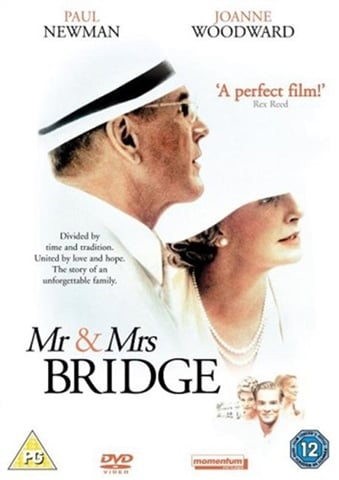 PAUL
NEWMAN
JOANNE
WOODWARD
'A perfect film!'
Rex Reed
Divided by
time and tradition.
United by love and hope.
The story of an
unforgettable family.
Mr & Mrs
BRIDGE
PG
DVD
VIDEO
momentum
PICTURES
12